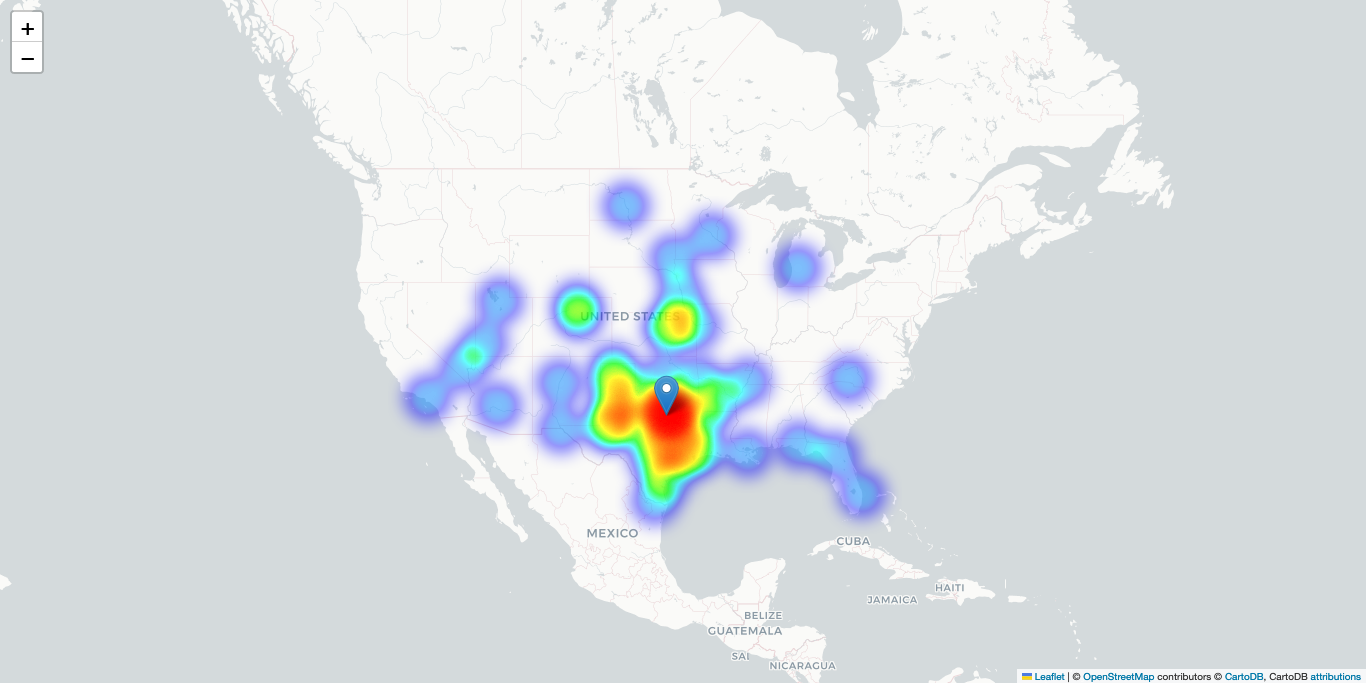 +
−
UNITED STATES
MEXICO
CUBA
HAITI
JAMAICA
BELIZE
GUATEMALA
SAL
NICARAGUA
Leaflet | © OpenStreetMap contributors © CartoDB, CartoDB attributions